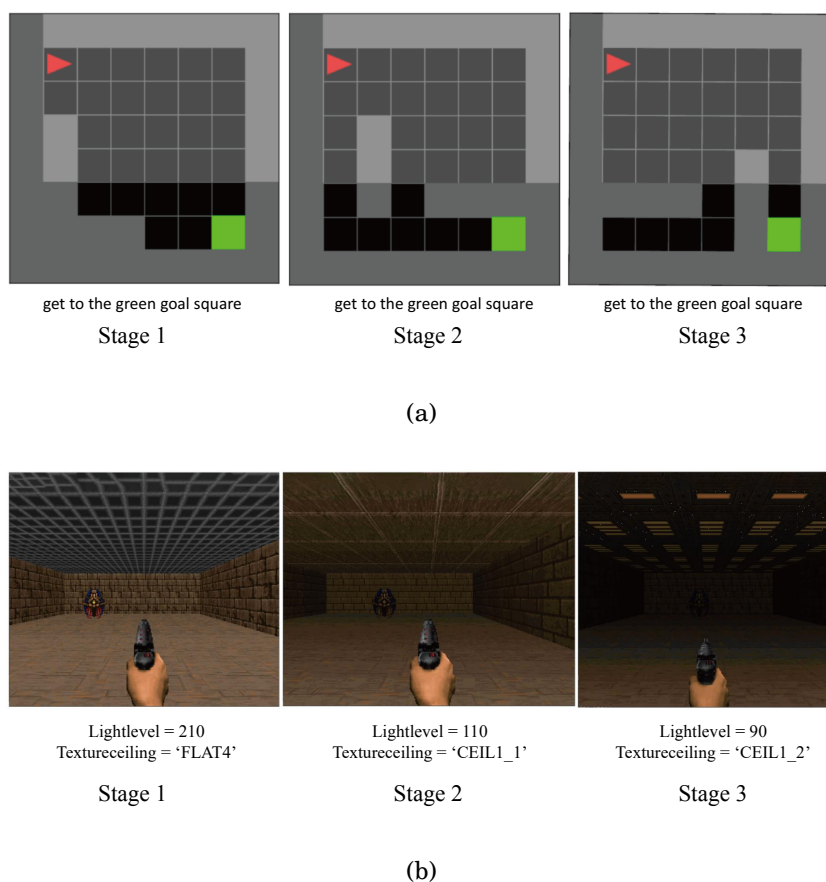 get to the green goal square get to the green goal square get to the green goal square
Stage 1 Stage 2 Stage 3
(a)
Lightlevel = 210 Lightlevel = 110 Lightlevel = 90
Textureceiling = ‘FLAT4’ Textureceiling = ‘CEIL1_1’ Textureceiling = ‘CEIL1_2’
Stage 1 Stage 2 Stage 3
(b)